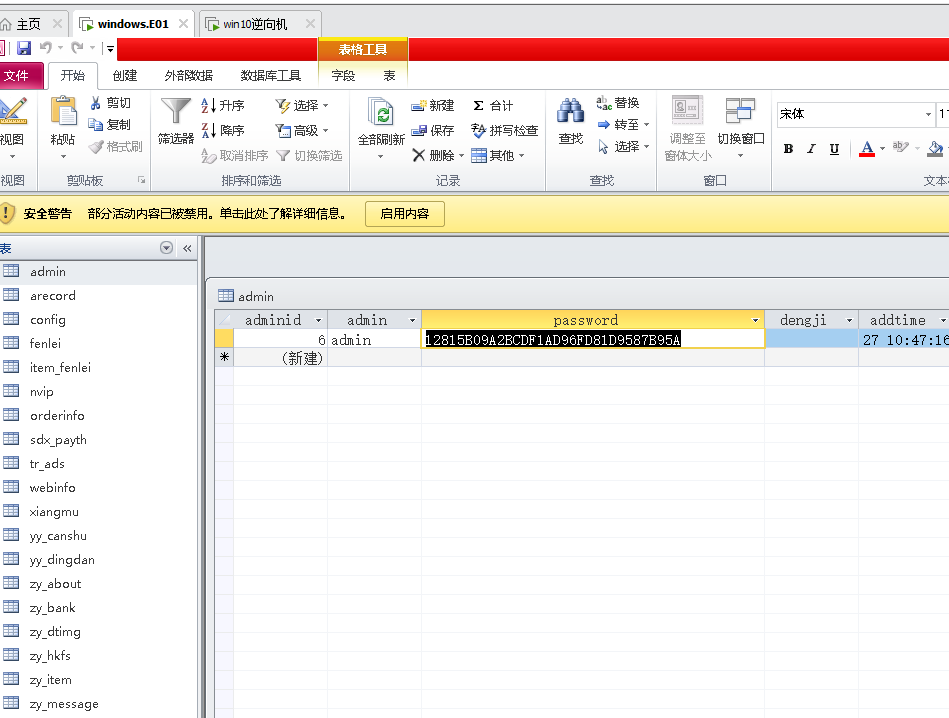 主页 windows.E01 win10逆向机
表格工具
文件 开始 创建 外部数据 数据库工具 字段 表
视图 粘贴 剪切 复制 格式刷 筛选器 升序 降序 取消排序 选择 高级 切换筛选 全部刷新 新建 保存 删除 合计 拼写检查 其他 查找 替换 转至 选择 调整至窗体大小 切换窗口 宋体 B I U A
视图 剪贴板 排序和筛选 记录 查找 窗口
安全警告 部分活动内容已被禁用。单击此处了解详细信息。 启用内容
表
admin
arecord
config
fenlei
item_fenlei
nvip
orderinfo
sdx_payth
tr_ads
webinfo
xiangmu
yy_canshu
yy_dingdan
zy_about
zy_bank
zy_dtimg
zy_hkfs
zy_item
zy_message
admin
adminid admin password dengji addtime
6 admin 12815B09A2BCDF1AD96FD81D9587B95A 27 10:47:16
* (新建)